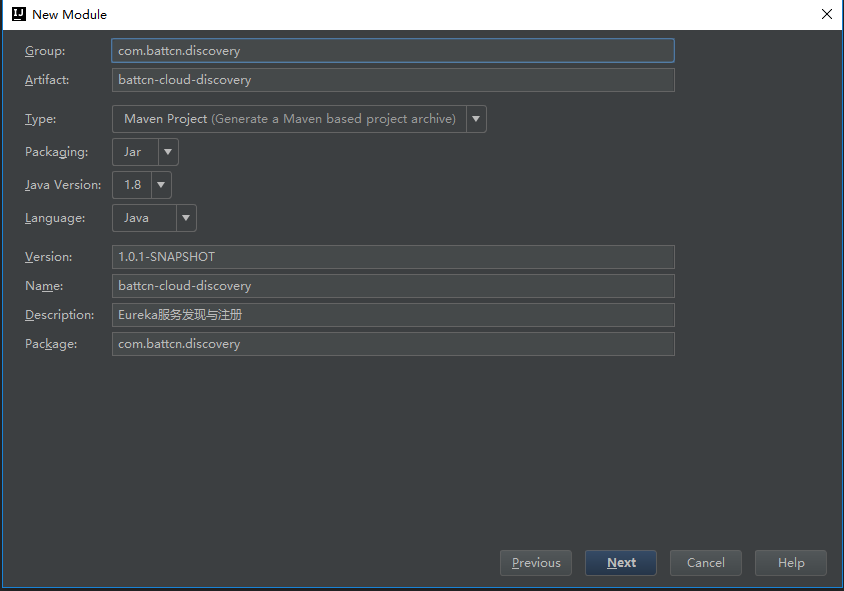 New Module
Group: com.battcn.discovery
Artifact: battcn-cloud-discovery
Type: Maven Project (Generate a Maven based project archive)
Packaging: Jar
Java Version: 1.8
Language: Java
Version: 1.0.1-SNAPSHOT
Name: battcn-cloud-discovery
Description: Eureka服务发现与注册
Package: com.battcn.discovery
Previous Next Cancel Help